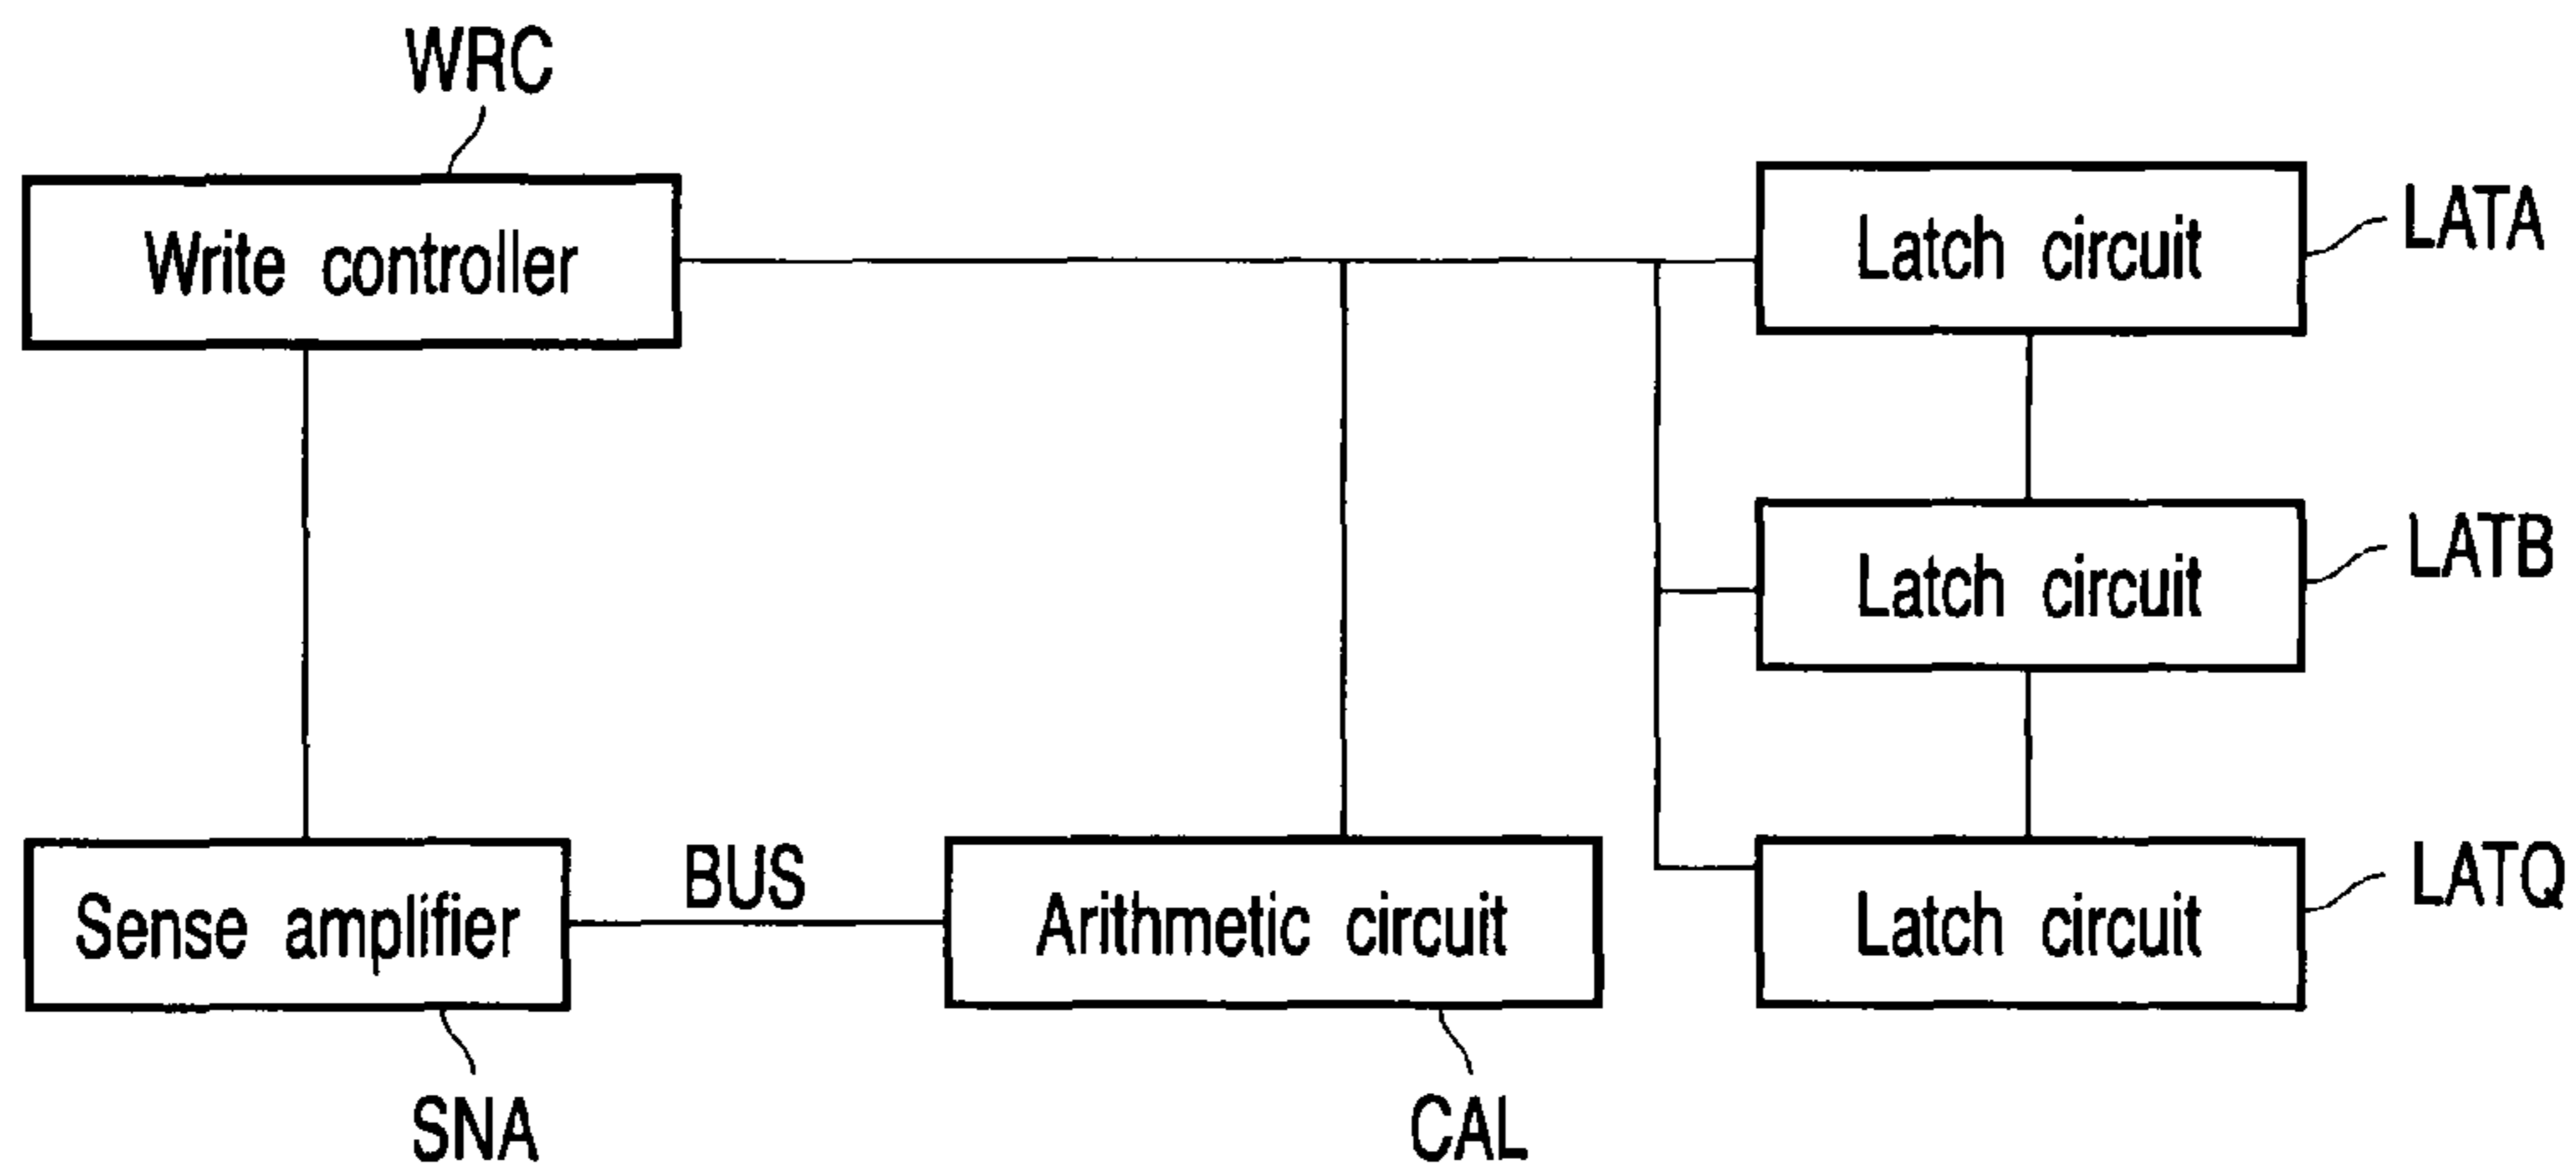 WRC
Write controller
Latch circuit
LATA
Latch circuit
LATB
Sense amplifier
BUS
Arithmetic circuit
Latch circuit
LATQ
SNA
CAL